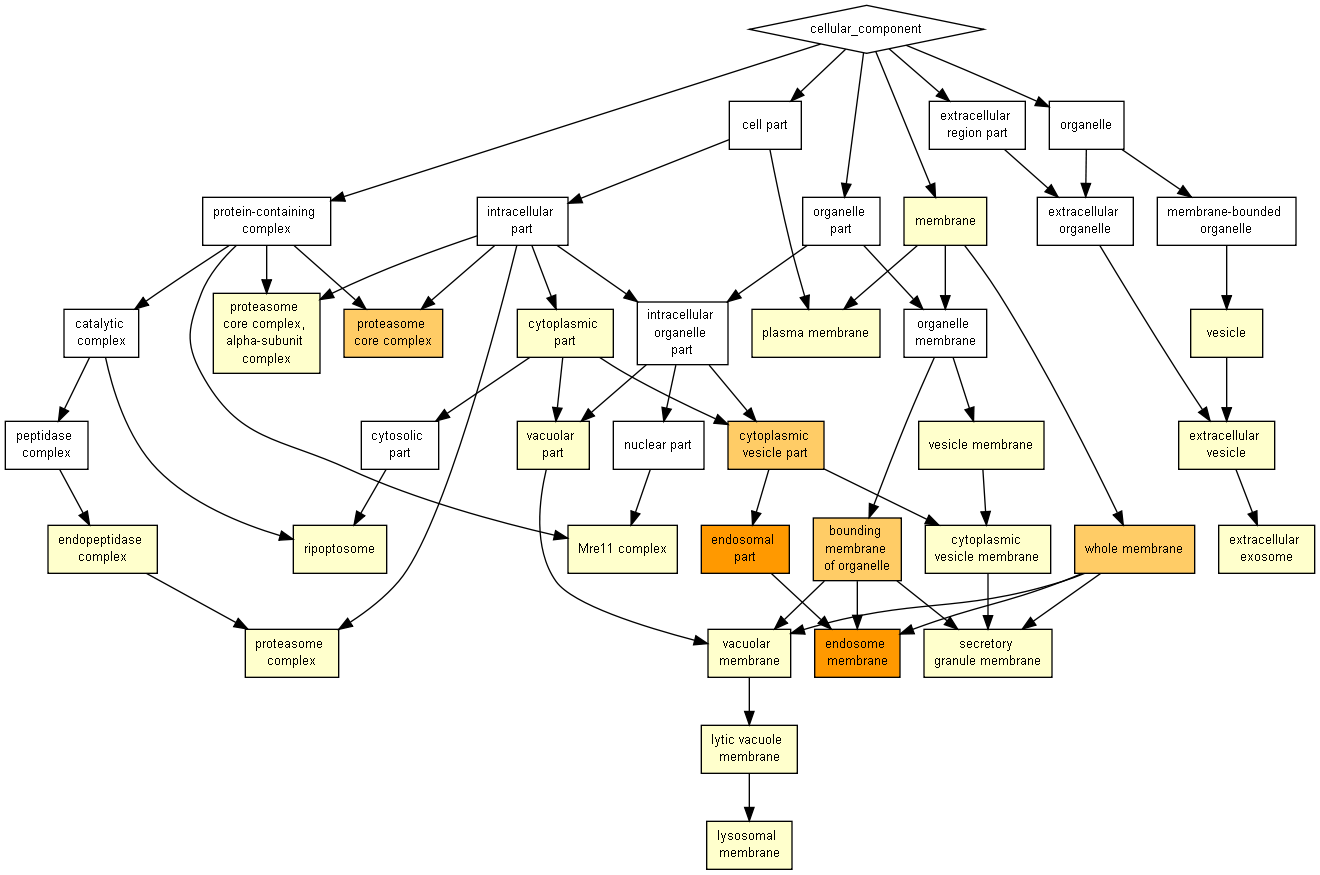 cellular_component
cell part
extracellular
region part
organelle
protein-containing
complex
intracellular
part
organelle
part
membrane
extracellular
organelle
membrane-bounded
organelle
catalytic
complex
proteasome
core complex,
alpha-subunit
complex
proteasome
core complex
cytoplasmic
part
intracellular
organelle
part
plasma membrane
organelle
membrane
vesicle
peptidase
complex
cytosolic
part
vacuolar
part
nuclear part
cytoplasmic
vesicle part
vesicle membrane
extracellular
vesicle
endopeptidase
complex
ripoptosome
Mre11 complex
endosomal
part
bounding
membrane
of organelle
cytoplasmic
vesicle membrane
whole membrane
extracellular
exosome
proteasome
complex
vacuolar
membrane
endosome
membrane
secretory
granule membrane
lytic vacuole
membrane
lysosomal
membrane